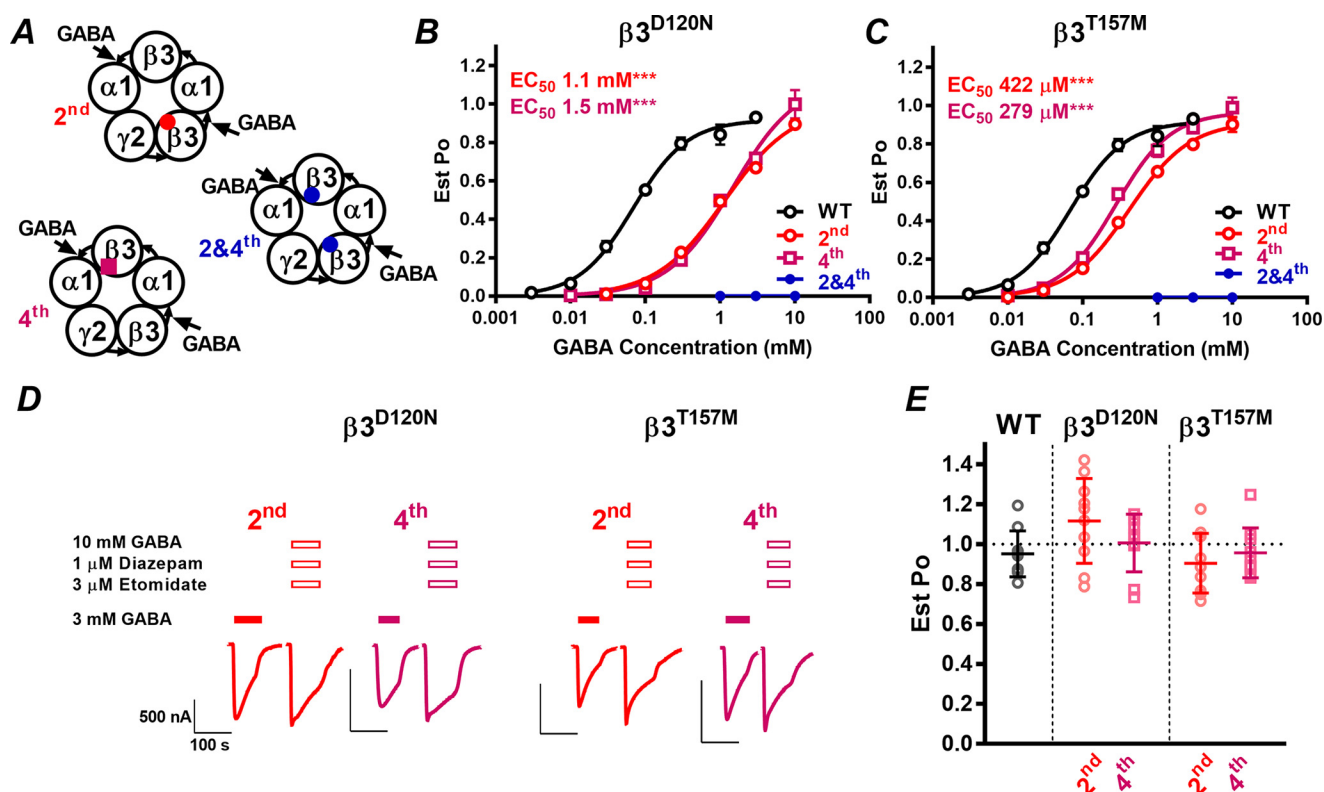 A
GABA
β3
α1
α1
2nd
γ2
β3
GABA
β3
α1
α1
2&4th
γ2
β3
GABA
GABA
β3
α1
α1
4th
γ2
β3
GABA
B
β3D120N
EC50 1.1 mM***
EC50 1.5 mM***
Est Po
1.2
1.0
0.8
0.6
0.4
0.2
0.0
WT
2nd
4th
2&4th
0.001 0.01 0.1 1 10 100
GABA Concentration (mM)
C
β3T157M
EC50 422 μM***
EC50 279 μM***
Est Po
1.2
1.0
0.8
0.6
0.4
0.2
0.0
WT
2nd
4th
2&4th
0.001 0.01 0.1 1 10 100
GABA Concentration (mM)
D
β3D120N β3T157M
2nd 4th 2nd 4th
10 mM GABA
1 μM Diazepam
3 μM Etomidate
3 mM GABA
500 nA
100 s
E
WT β3D120N β3T157M
Est Po
1.4
1.2
1.0
0.8
0.6
0.4
0.2
0.0
2nd 4th 2nd 4th